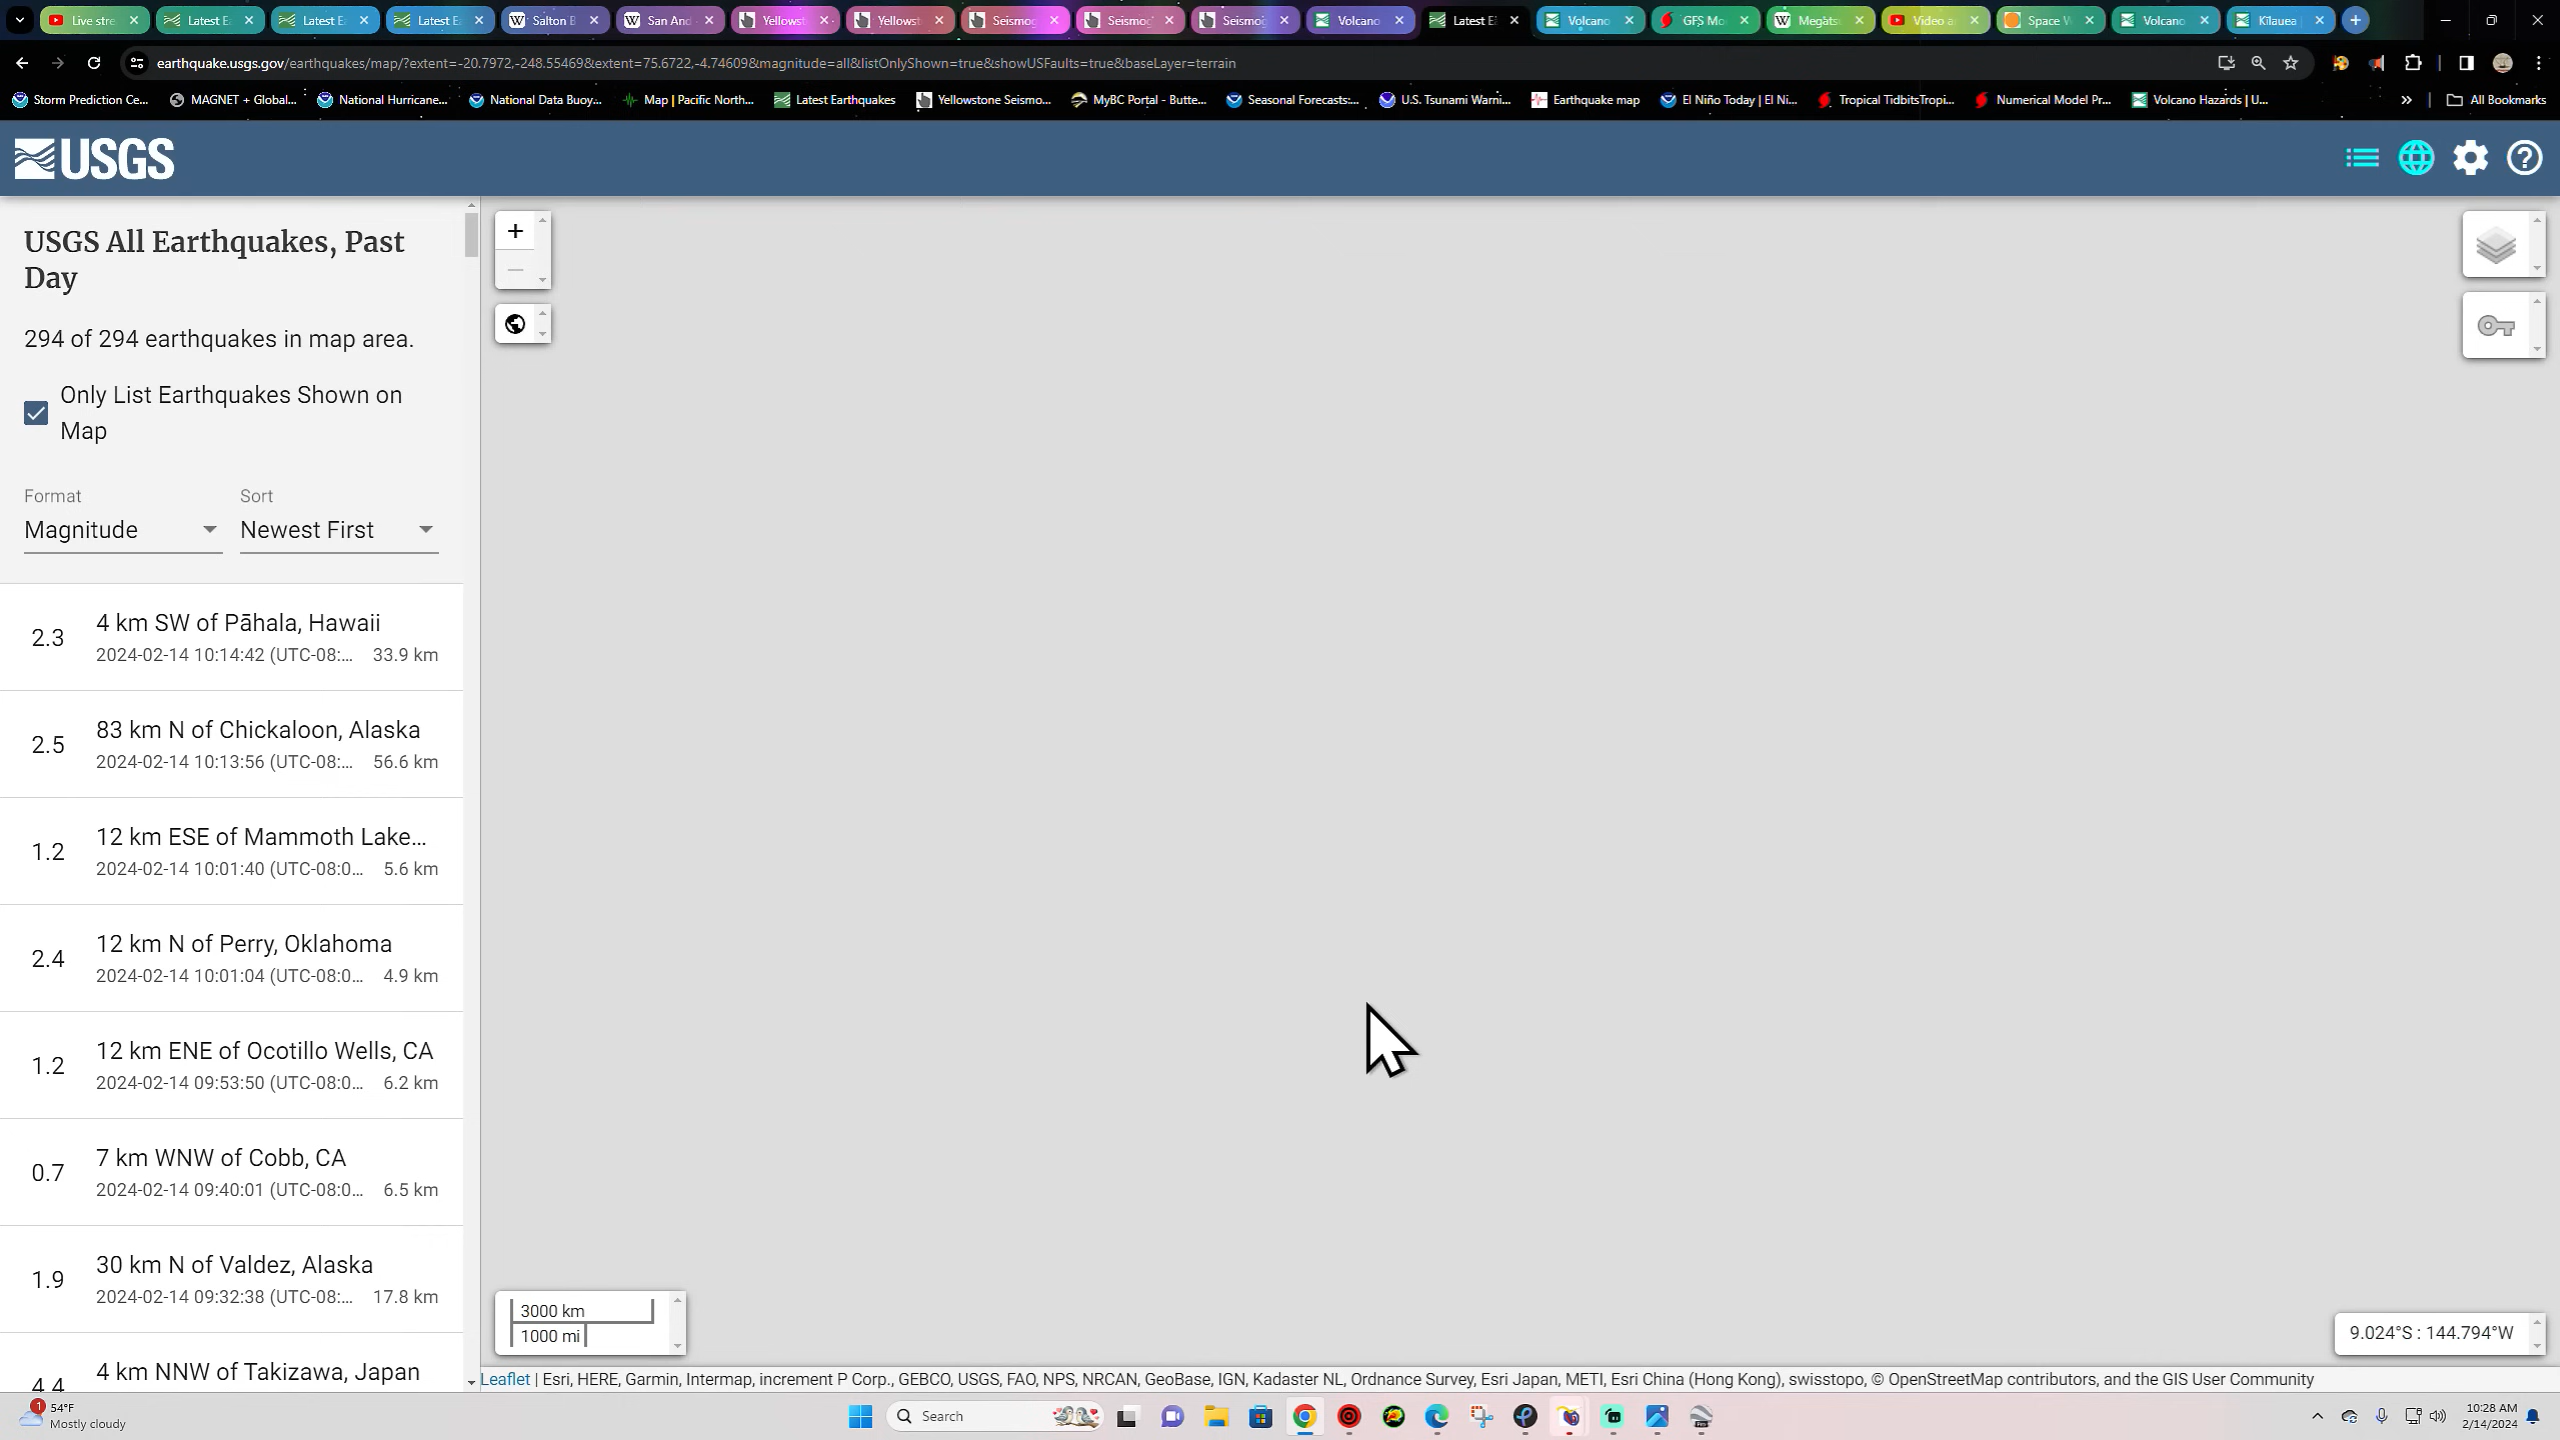 Live stre
Latest E
Latest E
Latest E
Salton B
San And
Yellowst
Yellowst
Seismog
Seismog
Seismog
Volcano
Latest E
Volcano
GFS Mo
Megatsu
Video a
Space W
Volcano
Kīlauea
earthquake.usgs.gov/earthquakes/map/?extent=-20.7972,-248.55469&extent=75.6722,-4.74609&magnitude=all&listOnlyShown=true&showUSFaults=true&baseLayer=terrain
Storm Prediction Ce...
MAGNET + Global...
National Hurricane...
National Data Buoy...
Map | Pacific North...
Latest Earthquakes
Yellowstone Seismo...
MyBC Portal - Butte...
Seasonal Forecasts:...
U.S. Tsunami Warni...
Earthquake map
El Niño Today | El Ni...
Tropical TidbitsTropi...
Numerical Model Pr...
Volcano Hazards | U...
All Bookmarks
USGS
USGS All Earthquakes, Past
Day
294 of 294 earthquakes in map area.
Only List Earthquakes Shown on
Map
Format
Sort
Magnitude
Newest First
2.3
4 km SW of Pāhala, Hawaii
2024-02-14 10:14:42 (UTC-08:...
33.9 km
2.5
83 km N of Chickaloon, Alaska
2024-02-14 10:13:56 (UTC-08:...
56.6 km
1.2
12 km ESE of Mammoth Lake...
2024-02-14 10:01:40 (UTC-08:0...
5.6 km
2.4
12 km N of Perry, Oklahoma
2024-02-14 10:01:04 (UTC-08:0...
4.9 km
1.2
12 km ENE of Ocotillo Wells, CA
2024-02-14 09:53:50 (UTC-08:0...
6.2 km
0.7
7 km WNW of Cobb, CA
2024-02-14 09:40:01 (UTC-08:0...
6.5 km
1.9
30 km N of Valdez, Alaska
2024-02-14 09:32:38 (UTC-08:...
17.8 km
4.4
4 km NNW of Takizawa, Japan
3000 km
1000 mi
9.024°S : 144.794°W
Leaflet | Esri, HERE, Garmin, Intermap, increment P Corp., GEBCO, USGS, FAO, NPS, NRCAN, GeoBase, IGN, Kadaster NL, Ordnance Survey, Esri Japan, METI, Esri China (Hong Kong), swisstopo, © OpenStreetMap contributors, and the GIS User Community
1
54°F
Mostly cloudy
Search
10:28 AM
2/14/2024